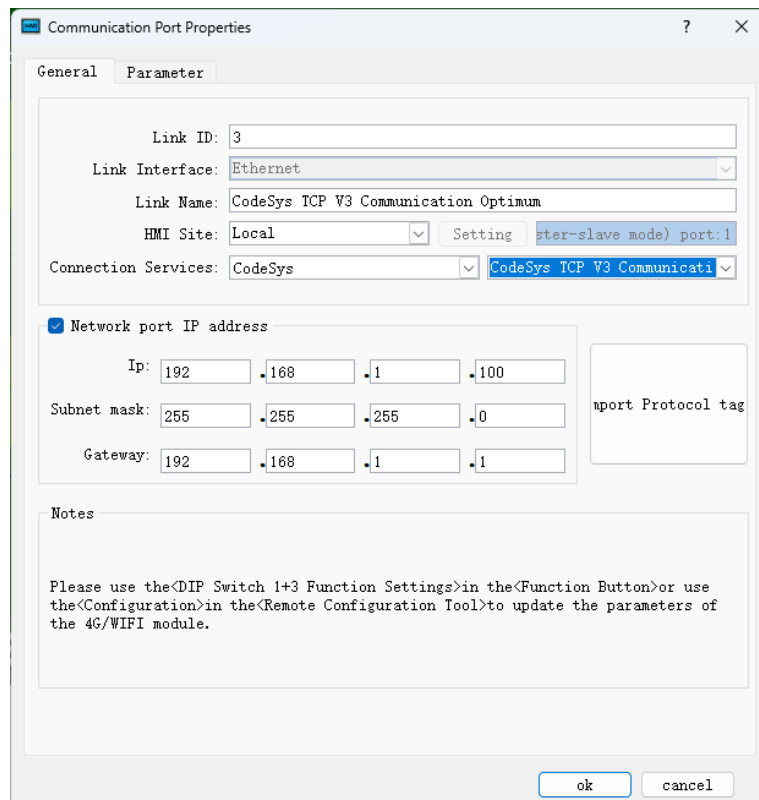 HMI Communication Port Properties ? X
General Parameter
Link ID: 3
Link Interface: Ethernet
Link Name: CodeSys TCP V3 Communication Optimum
HMI Site: Local Setting ster-slave mode) port:1
Connection Services: CodeSys CodeSys TCP V3 Communicati
Network port IP address
Ip: 192 .168 .1 .100
Subnet mask: 255 .255 .255 .0
Gateway: 192 .168 .1 .1
mport Protocol tag
Notes
Please use the<DIP Switch 1+3 Function Settings>in the<Function Button>or use
the<Configuration>in the<Remote Configuration Tool>to update the parameters of
the 4G/WIFI module.
ok cancel